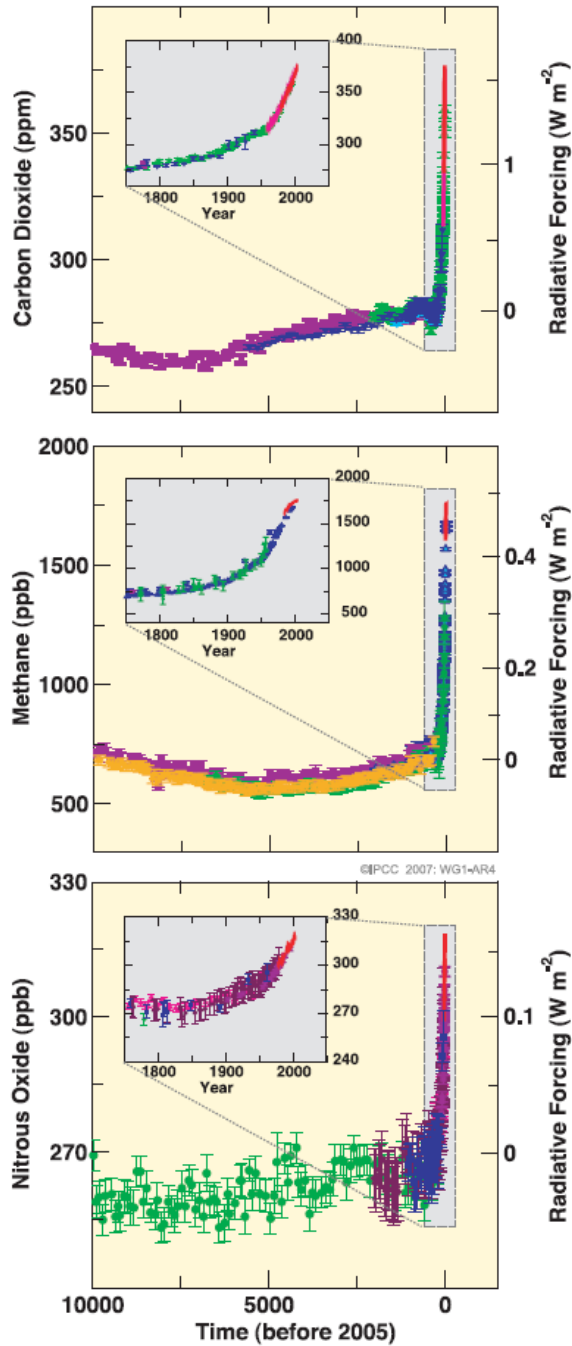 Carbon Dioxide (ppm)
350
300
250
400
350
300
1800 1900 2000
Year
1
0
Radiative Forcing (W m-2)
Methane (ppb)
2000
1500
1000
500
2000
1500
1000
500
1800 1900 2000
Year
0.4
0.2
0
Radiative Forcing (W m-2)
©IPCC 2007: WG1-AR4
Nitrous Oxide (ppb)
330
300
270
330
300
270
240
1800 1900 2000
Year
0.1
0
Radiative Forcing (W m-2)
10000 5000 0
Time (before 2005)